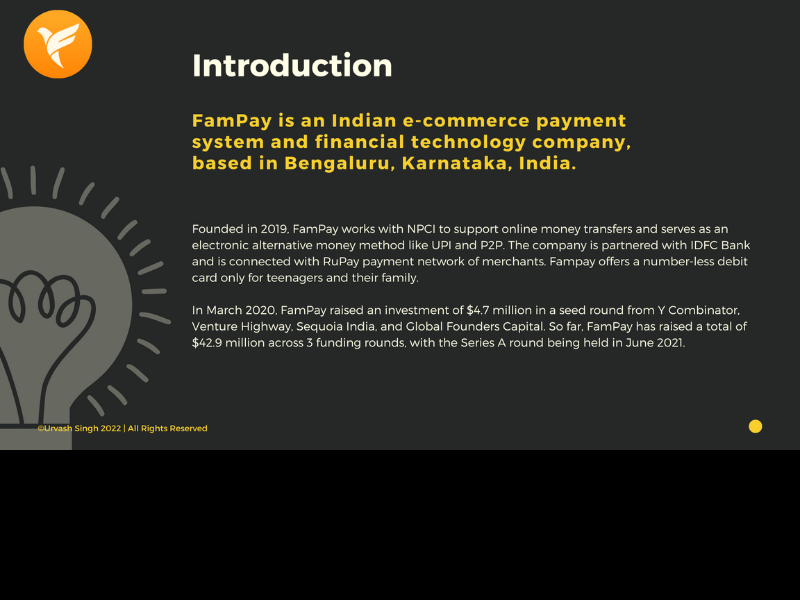 Introduction
FamPay is an Indian e-commerce payment
system and financial technology company,
based in Bengaluru, Karnataka, India.
Founded in 2019, FamPay works with NPCI to support online money transfers and serves as an
electronic alternative money method like UPI and P2P. The company is partnered with IDFC Bank
and is connected with RuPay payment network of merchants. Fampay offers a number-less debit
card only for teenagers and their family.
In March 2020, FamPay raised an investment of $4.7 million in a seed round from Y Combinator,
Venture Highway, Sequoia India, and Global Founders Capital. So far, FamPay has raised a total of
$42.9 million across 3 funding rounds, with the Series A round being held in June 2021.
©Urvash Singh 2022 | All Rights Reserved